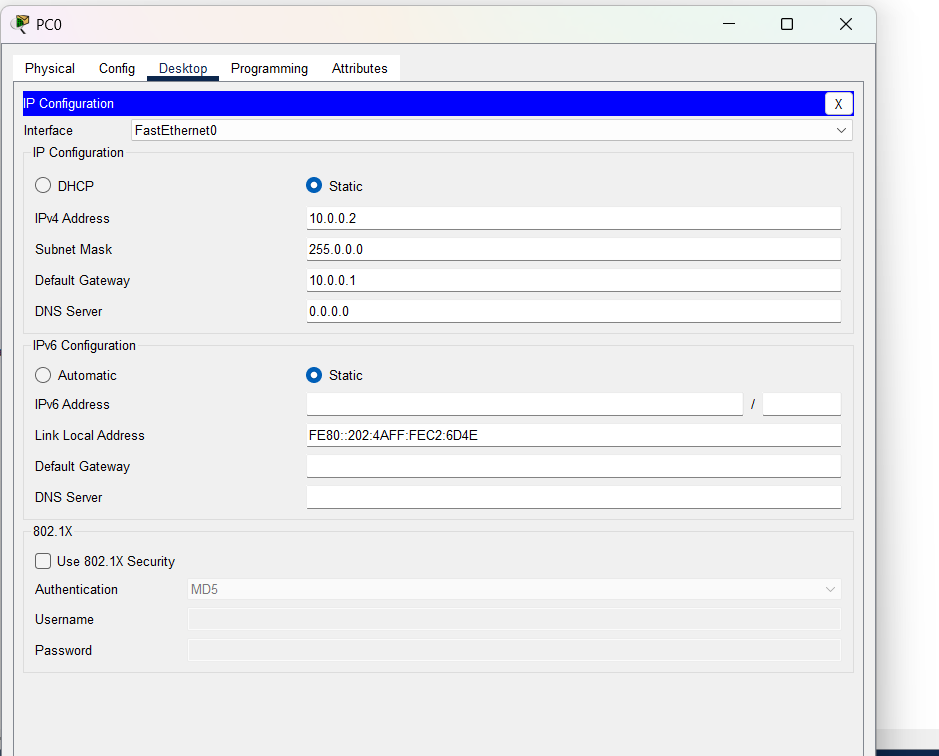 PC0
Physical Config Desktop Programming Attributes
IP Configuration X
Interface FastEthernet0
IP Configuration
DHCP Static
IPv4 Address 10.0.0.2
Subnet Mask 255.0.0.0
Default Gateway 10.0.0.1
DNS Server 0.0.0.0
IPv6 Configuration
Automatic Static
IPv6 Address /
Link Local Address FE80::202:4AFF:FEC2:6D4E
Default Gateway
DNS Server
802.1X
Use 802.1X Security
Authentication MD5
Username
Password